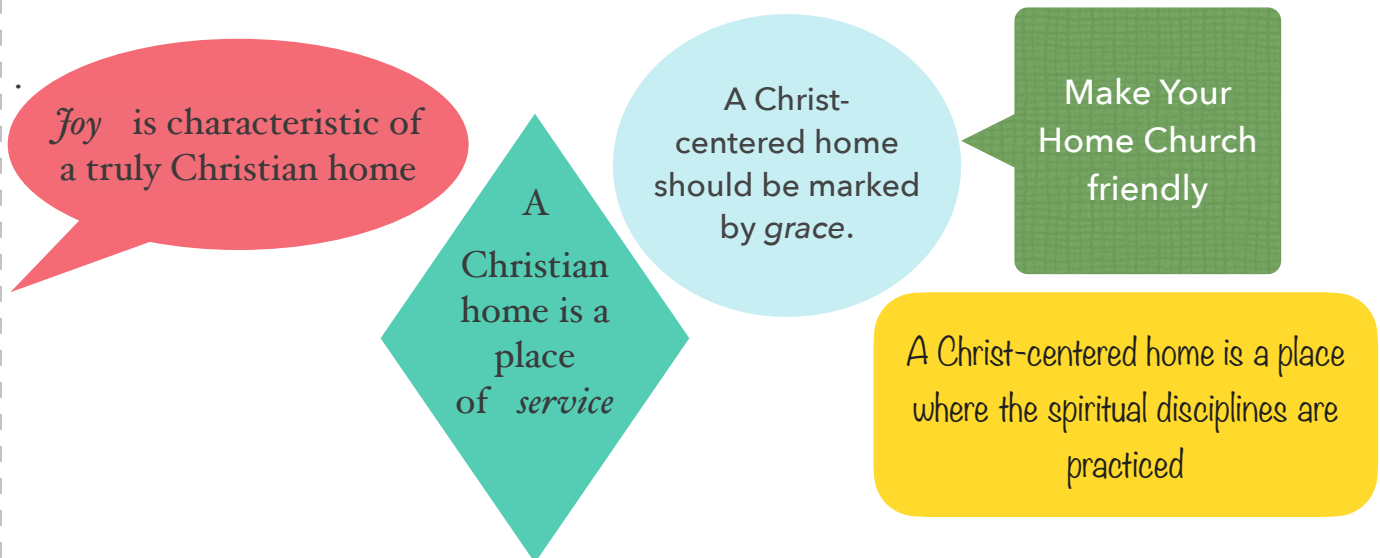 Joy is characteristic of
a truly Christian home
A
Christian
home is a
place
of service
A Christ-
centered home
should be marked
by grace.
Make Your
Home Church
friendly
A Christ-centered home is a place
where the spiritual disciplines are
practiced